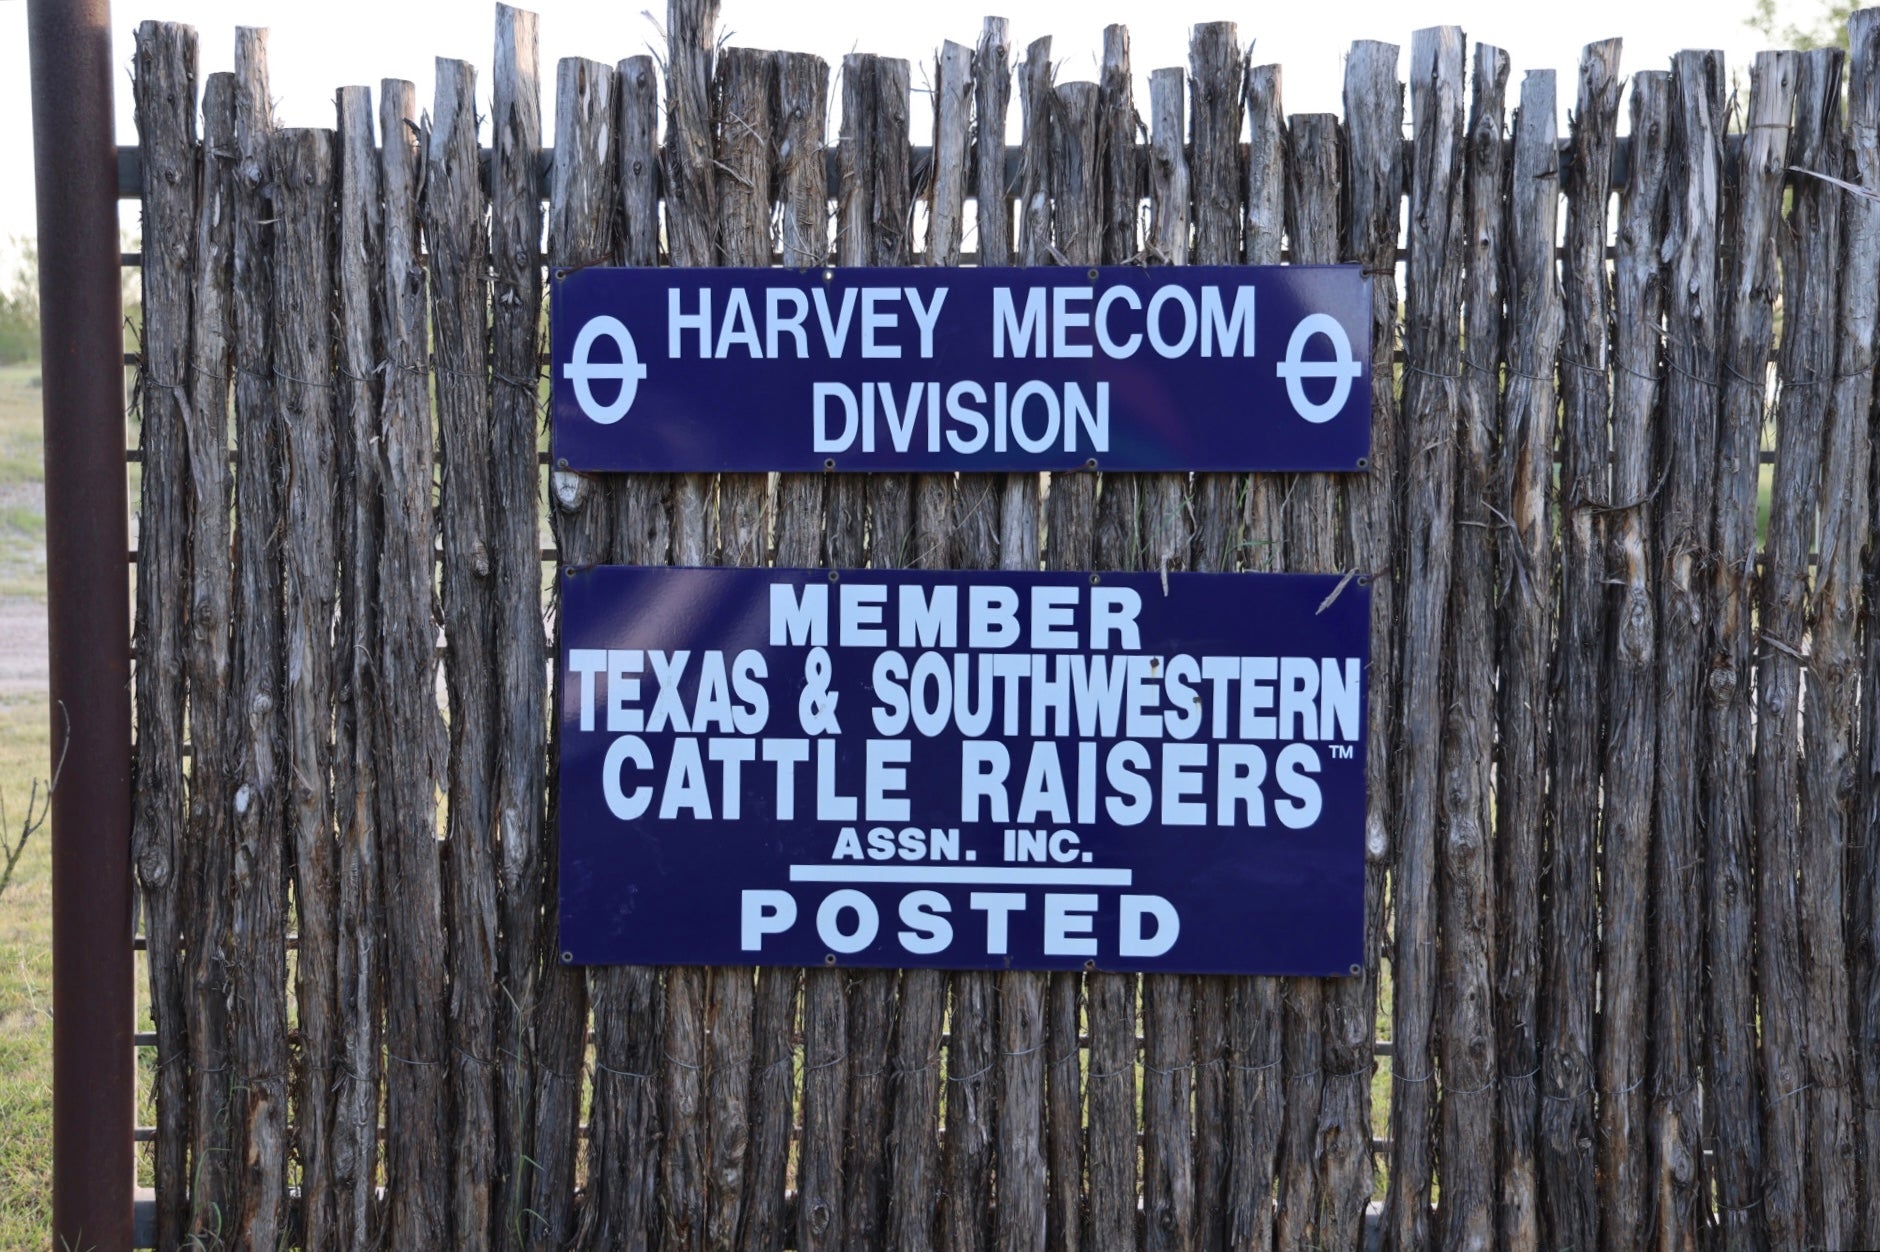 HARVEY MECOM
DIVISION
MEMBER
TEXAS & SOUTHWESTERN
CATTLE RAISERS™
ASSN. INC.
POSTED